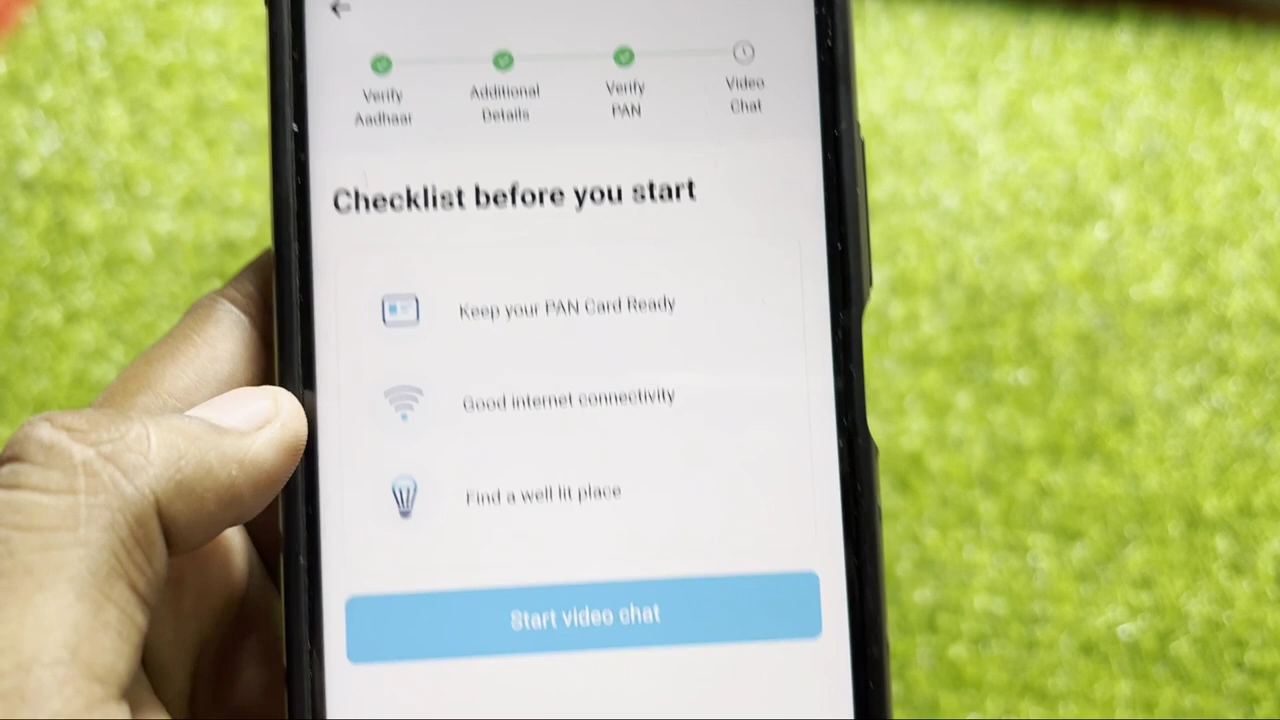 Verify
Aadhaar
Additional
Details
Verify
PAN
Video
Chat
Checklist before you start
Keep your PAN Card Ready
Good internet connectivity
Find a well lit place
Start video chat